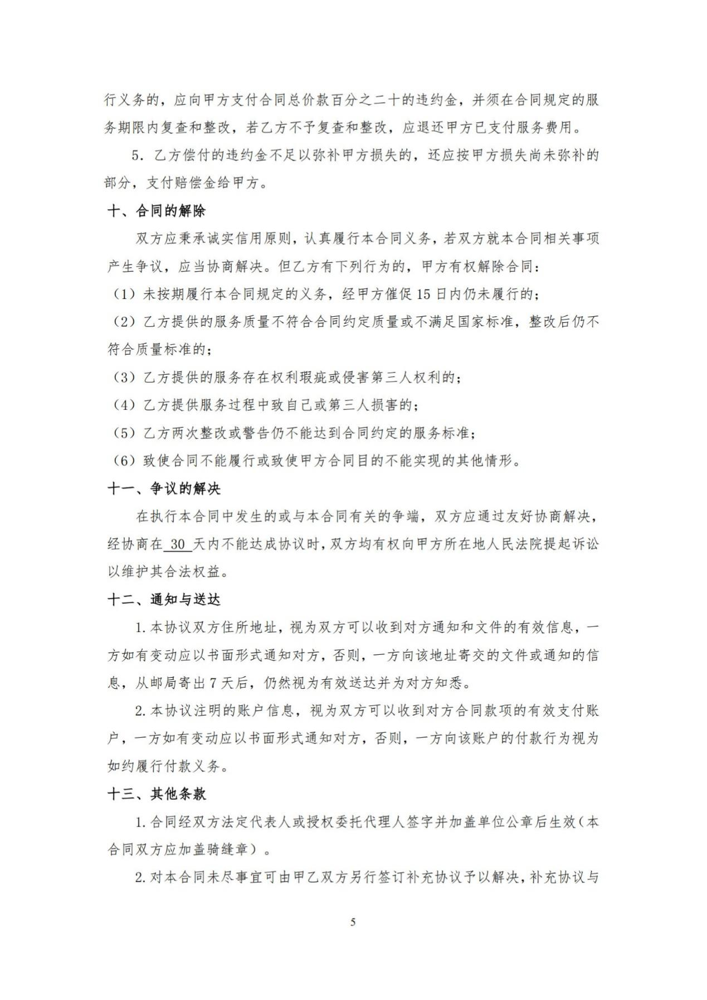 行义务的，应向甲方支付合同总价款百分之二十的违约金，并须在合同规定的服
务期限内复查和整改，若乙方不予复查和整改，应退还甲方已支付服务费用。
5. 乙方偿付的违约金不足以弥补甲方损失的，还应按甲方损失尚未弥补的
部分，支付赔偿金给甲方。
十、合同的解除
双方应秉承诚实信用原则，认真履行本合同义务，若双方就本合同相关事项
产生争议，应当协商解决。但乙方有下列行为的，甲方有权解除合同：
（1）未按期履行本合同规定的义务，经甲方催促 15 日内仍未履行的；
（2）乙方提供的服务质量不符合合同约定质量或不满足国家标准，整改后仍不
符合质量标准的；
（3）乙方提供的服务存在权利瑕疵或侵害第三人权利的；
（4）乙方提供服务过程中致自己或第三人损害的；
（5）乙方两次整改或警告仍不能达到合同约定的服务标准；
（6）致使合同不能履行或致使甲方合同目的不能实现的其他情形。
十一、争议的解决
在执行本合同中发生的或与本合同有关的争端，双方应通过友好协商解决，
经协商在 30 天内不能达成协议时，双方均有权向甲方所在地人民法院提起诉讼
以维护其合法权益。
十二、通知与送达
1.本协议双方住所地址，视为双方可以收到对方通知和文件的有效信息，一
方如有变动应以书面形式通知对方，否则，一方向该地址寄交的文件或通知的信
息，从邮局寄出 7 天后，仍然视为有效送达并为对方知悉。
2.本协议注明的账户信息，视为双方可以收到对方合同款项的有效支付账
户，一方如有变动应以书面形式通知对方，否则，一方向该账户的付款行为视为
如约履行付款义务。
十三、其他条款
1.合同经双方法定代表人或授权委托代理人签字并加盖单位公章后生效（本
合同双方应加盖骑缝章）。
2.对本合同未尽事宜可由甲乙双方另行签订补充协议予以解决，补充协议与
5